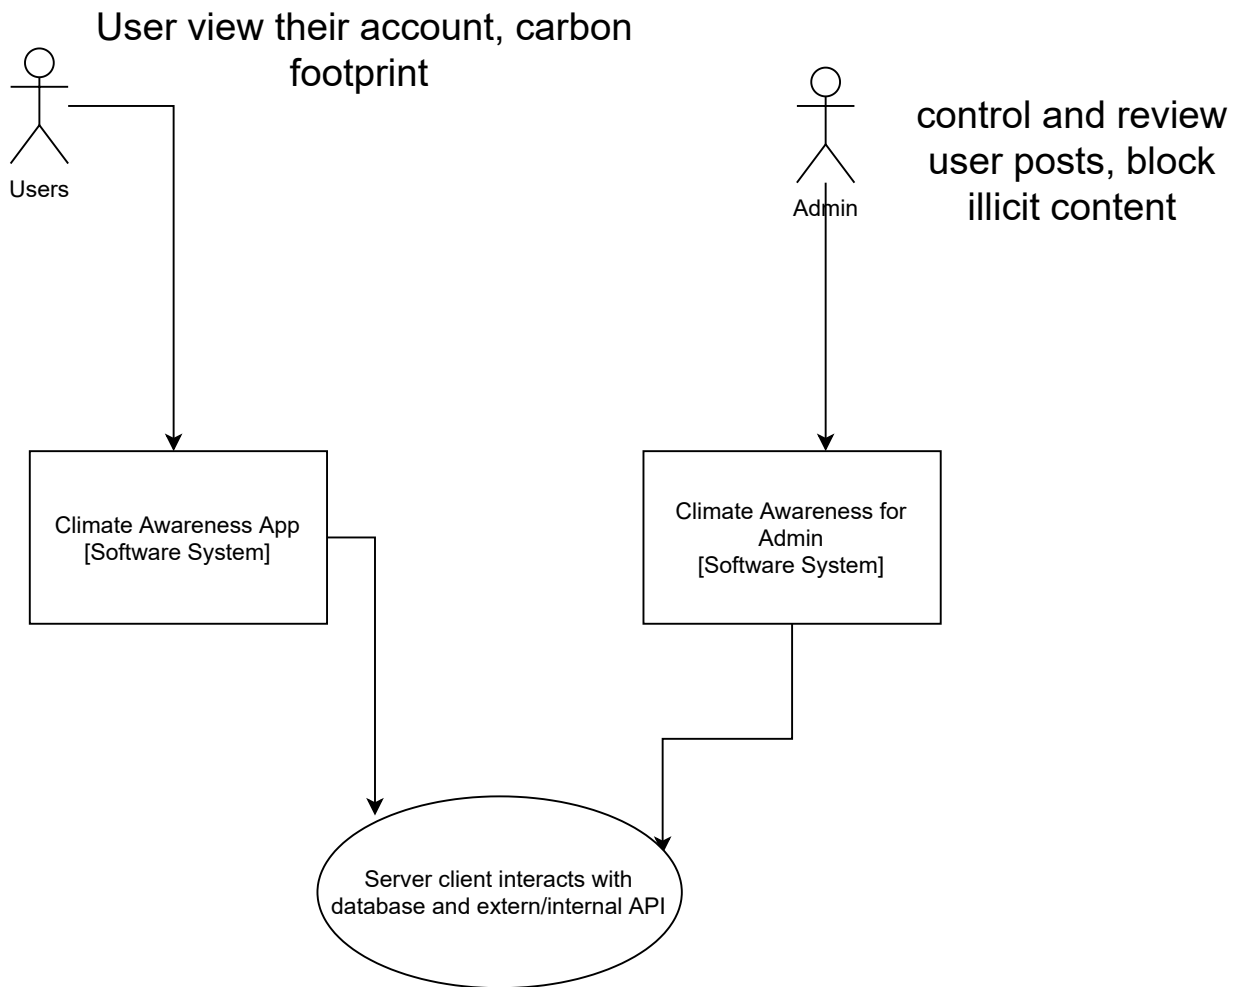 User view their account, carbon
footprint
Users
Admin
control and review
user posts, block
illicit content
Climate Awareness App
[Software System]
Climate Awareness for
Admin
[Software System]
Server client interacts with
database and extern/internal API